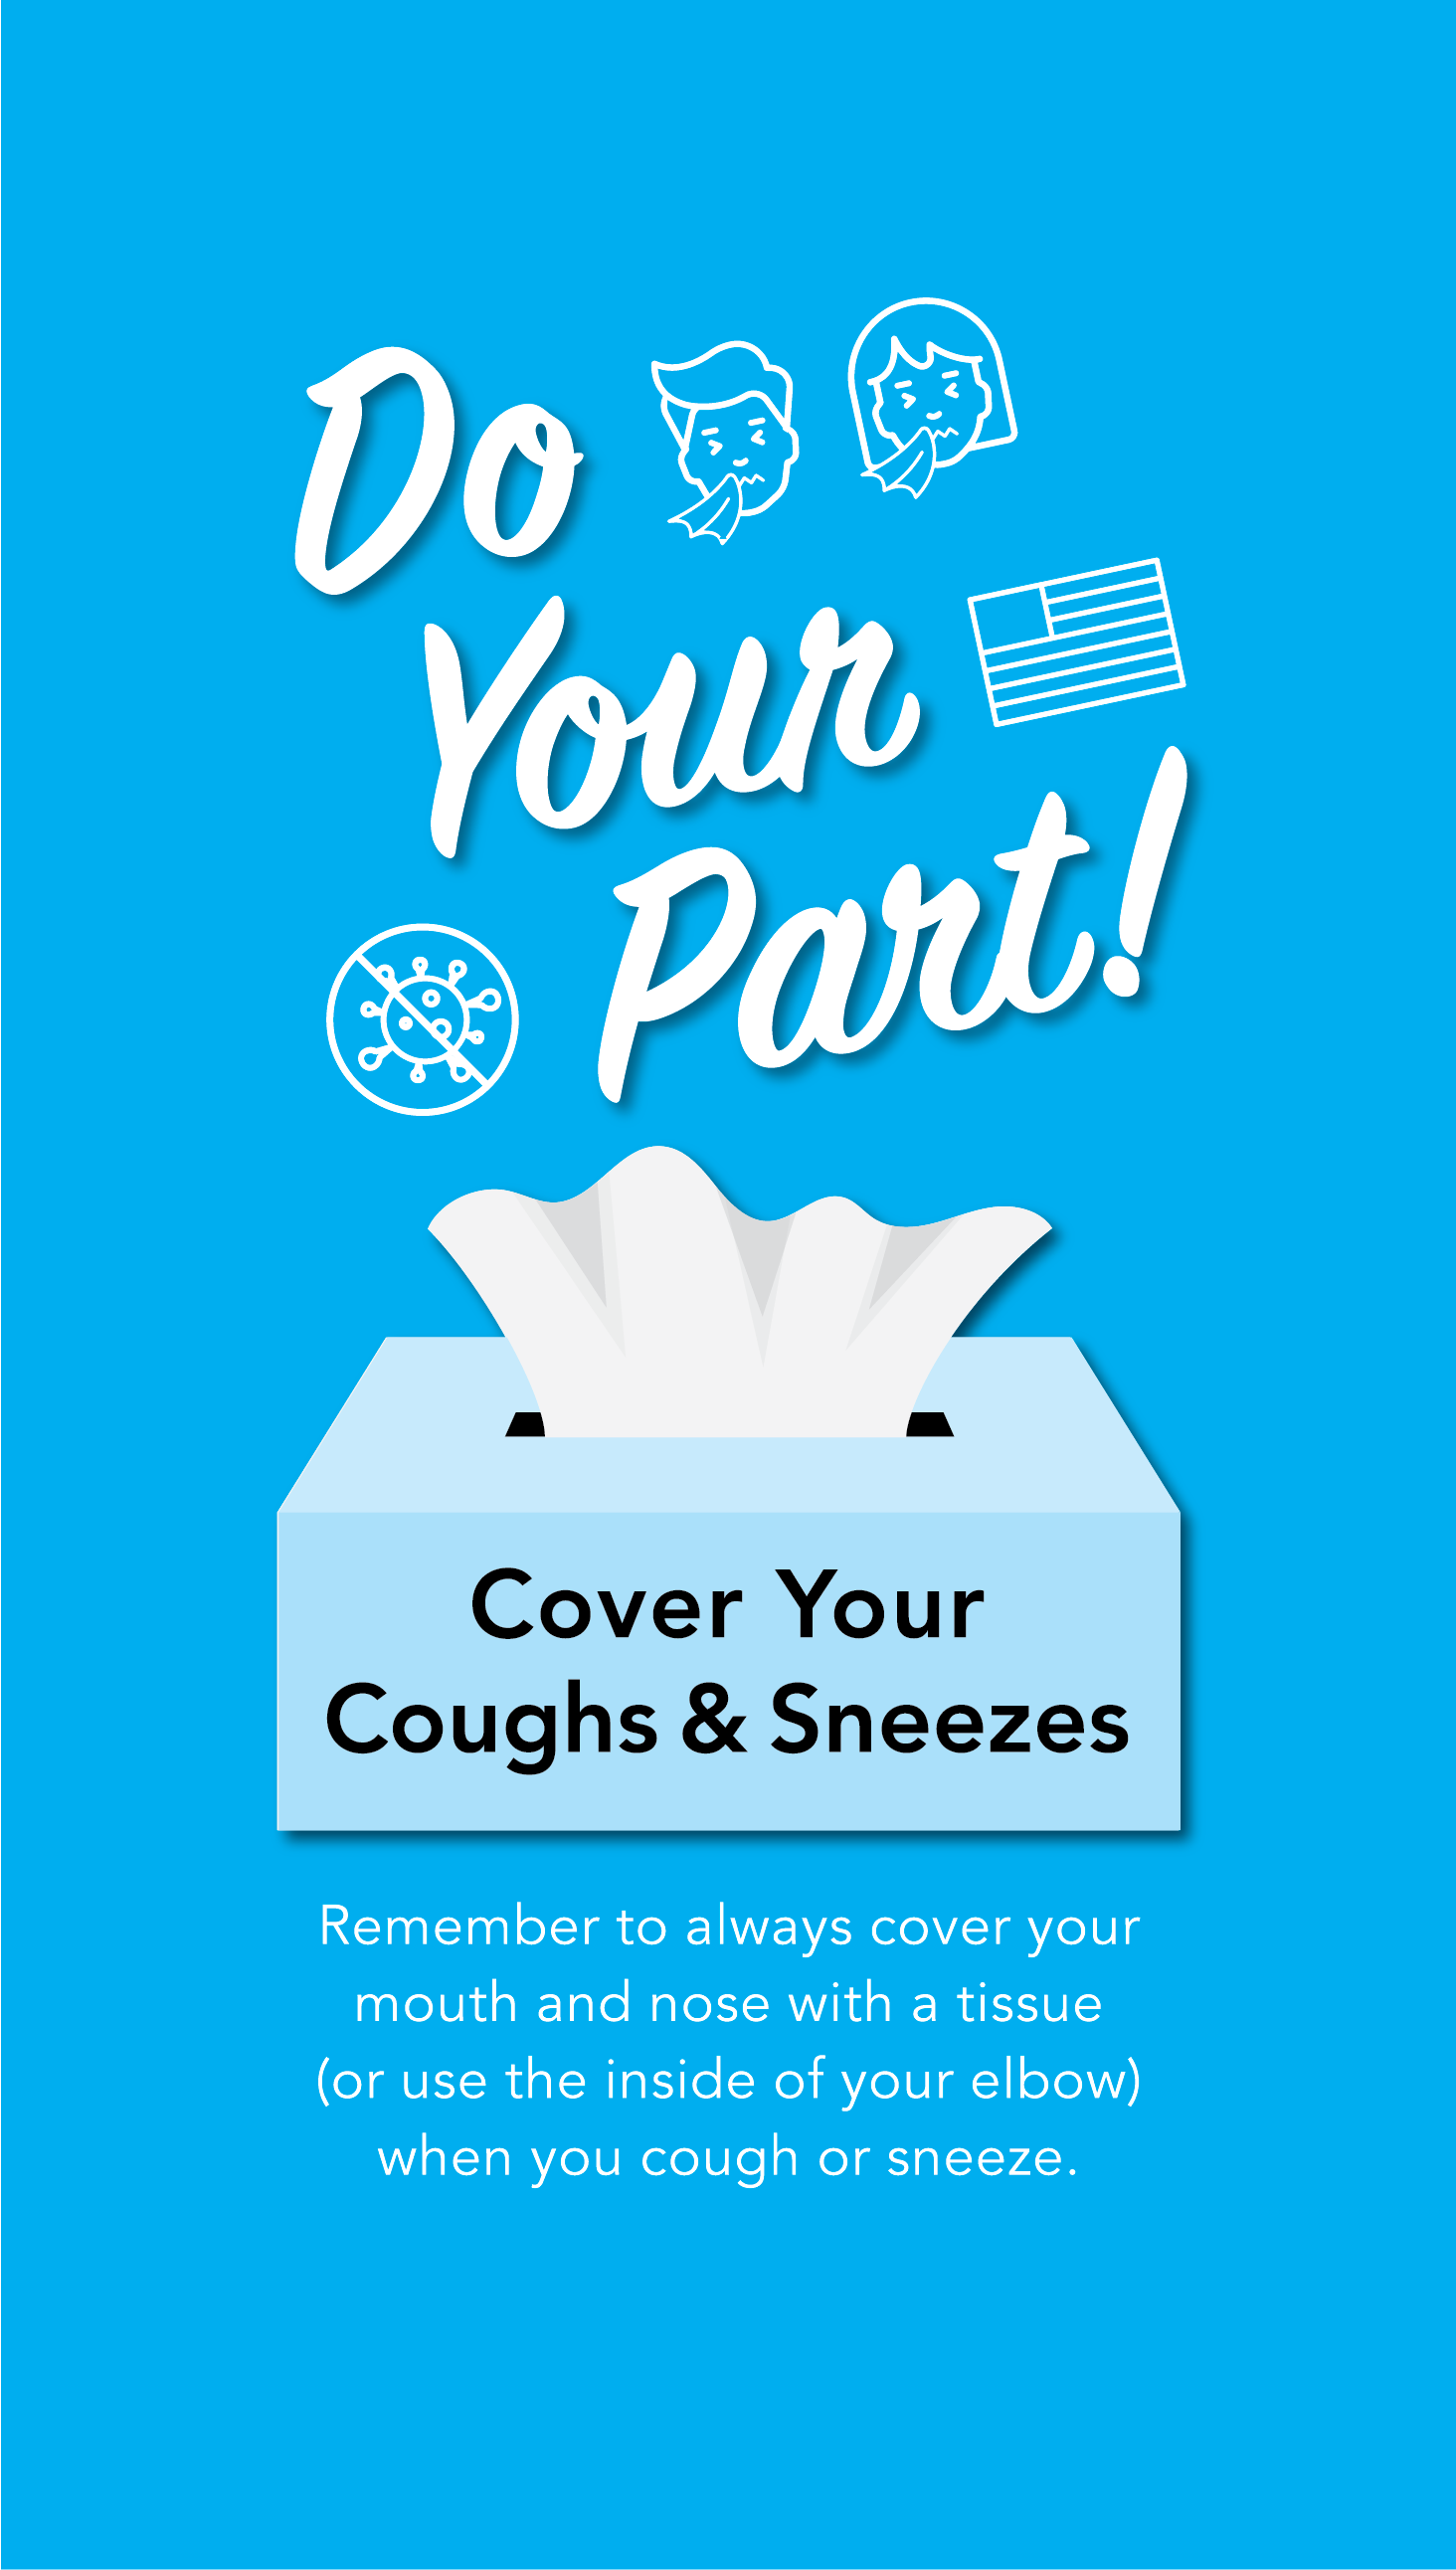 Do
Your
Part!
Cover Your
Coughs & Sneezes
Remember to always cover your
mouth and nose with a tissue
(or use the inside of your elbow)
when you cough or sneeze.